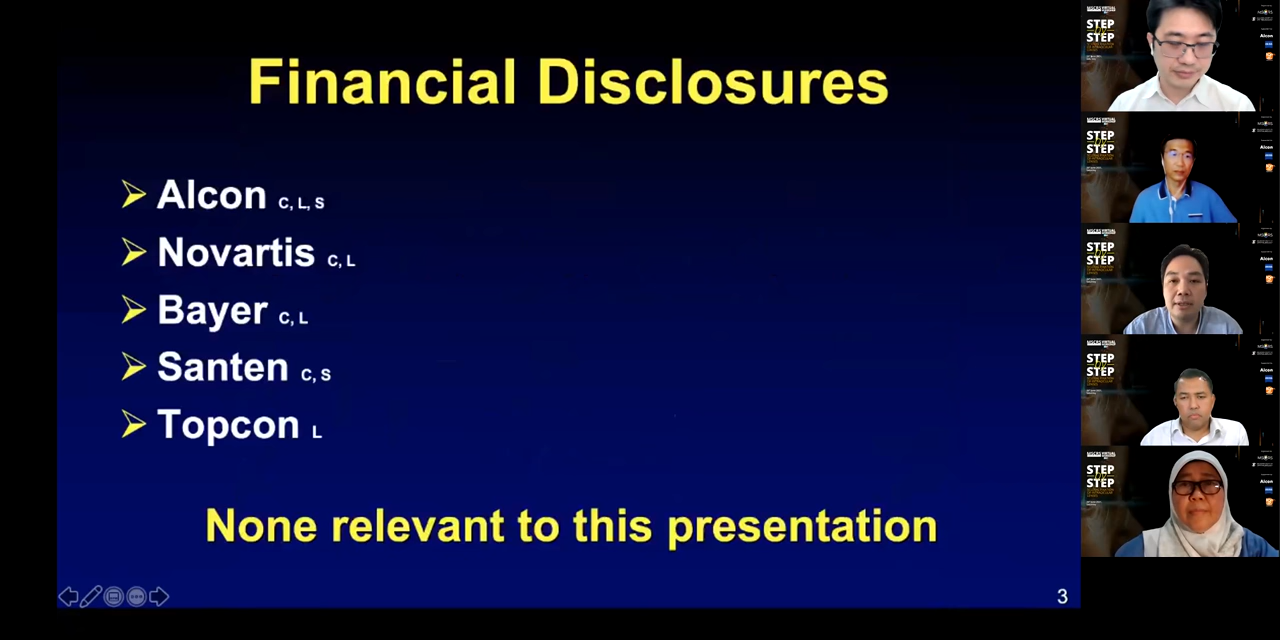 Financial Disclosures
Alcon C, L, S
Novartis C, L
Bayer C, L
Santen C, S
Topcon L
None relevant to this presentation
3
STEP
STEP
Alcon
STEP
STEP
Alcon
STEP
STEP
Alcon
STEP
STEP
Alcon
STEP
STEP
Alcon